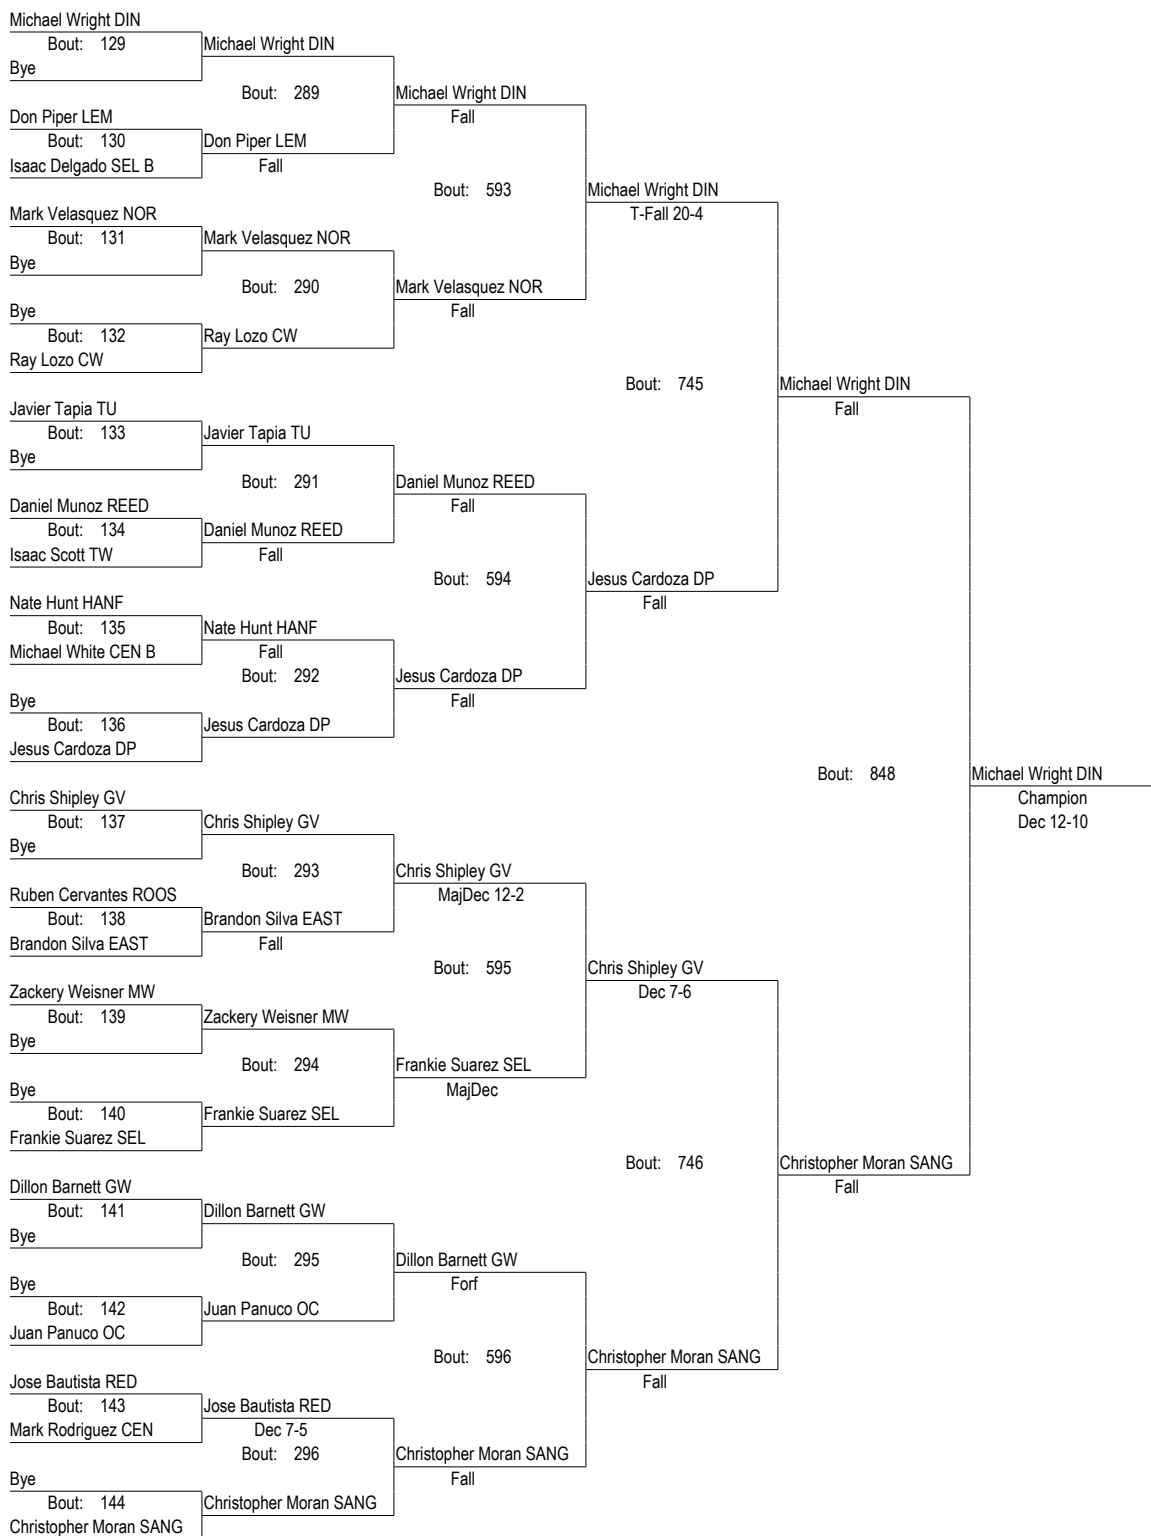 Michael Wright DIN
Bout: 129 Michael Wright DIN
Bye
Bout: 289 Michael Wright DIN
Fall
Don Piper LEM
Bout: 130 Don Piper LEM
Isaac Delgado SEL B Fall
Bout: 593 Michael Wright DIN
T-Fall 20-4
Mark Velasquez NOR
Bout: 131 Mark Velasquez NOR
Bye
Bout: 290 Mark Velasquez NOR
Fall
Bye
Bout: 132 Ray Lozo CW
Ray Lozo CW
Bout: 745 Michael Wright DIN
Fall
Javier Tapia TU
Bout: 133 Javier Tapia TU
Bye
Bout: 291 Daniel Munoz REED
Fall
Daniel Munoz REED
Bout: 134 Daniel Munoz REED
Isaac Scott TW Fall
Bout: 594 Jesus Cardoza DP
Fall
Nate Hunt HANF
Bout: 135 Nate Hunt HANF
Michael White CEN B Fall
Bout: 292 Jesus Cardoza DP
Fall
Bye
Bout: 136 Jesus Cardoza DP
Jesus Cardoza DP
Bout: 848 Michael Wright DIN
Champion
Dec 12-10
Chris Shipley GV
Bout: 137 Chris Shipley GV
Bye
Bout: 293 Chris Shipley GV
MajDec 12-2
Ruben Cervantes ROOS
Bout: 138 Brandon Silva EAST
Brandon Silva EAST Fall
Bout: 595 Chris Shipley GV
Dec 7-6
Zackery Weisner MW
Bout: 139 Zackery Weisner MW
Bye
Bout: 294 Frankie Suarez SEL
MajDec
Bye
Bout: 140 Frankie Suarez SEL
Frankie Suarez SEL
Bout: 746 Christopher Moran SANG
Fall
Dillon Barnett GW
Bout: 141 Dillon Barnett GW
Bye
Bout: 295 Dillon Barnett GW
Forf
Bye
Bout: 142 Juan Panuco OC
Juan Panuco OC
Bout: 596 Christopher Moran SANG
Fall
Jose Bautista RED
Bout: 143 Jose Bautista RED
Mark Rodriguez CEN Dec 7-5
Bout: 296 Christopher Moran SANG
Fall
Bye
Bout: 144 Christopher Moran SANG
Christopher Moran SANG